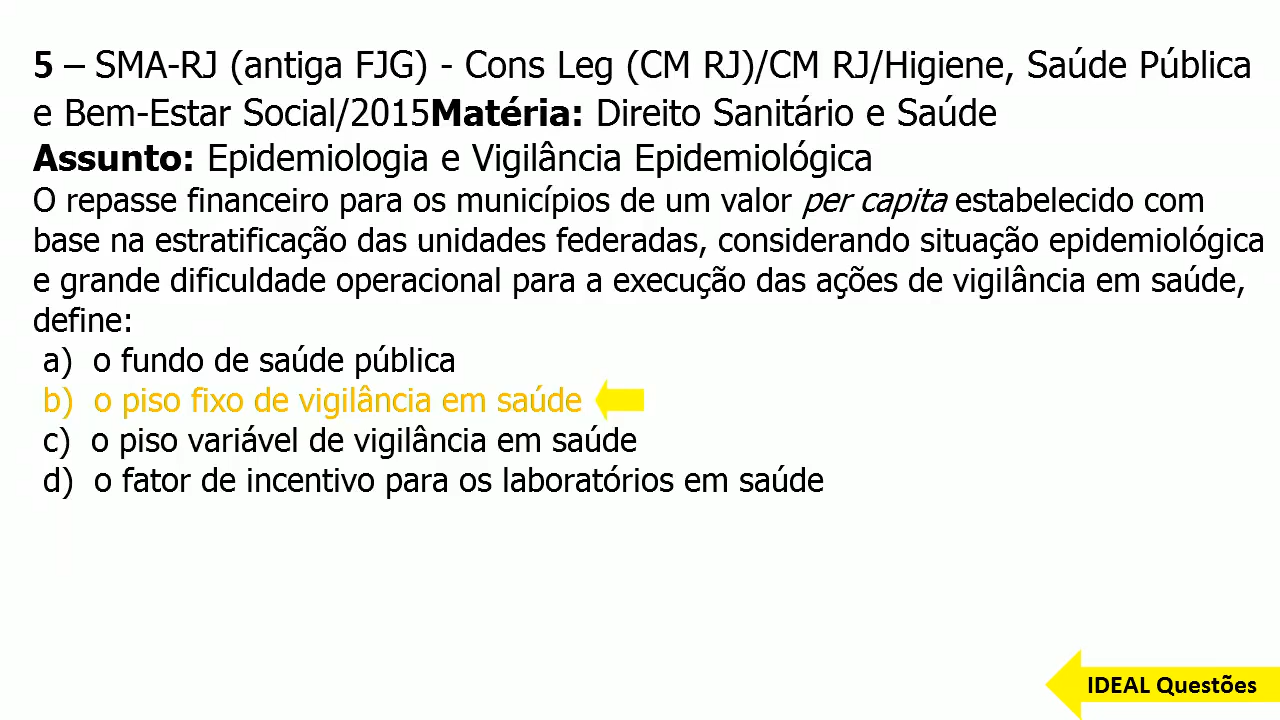 5 – SMA-RJ (antiga FJG) - Cons Leg (CM RJ)/CM RJ/Higiene, Saúde Pública
e Bem-Estar Social/2015Matéria: Direito Sanitário e Saúde
Assunto: Epidemiologia e Vigilância Epidemiológica
O repasse financeiro para os municípios de um valor per capita estabelecido com
base na estratificação das unidades federadas, considerando situação epidemiológica
e grande dificuldade operacional para a execução das ações de vigilância em saúde,
define:
a) o fundo de saúde pública
b) o piso fixo de vigilância em saúde
c) o piso variável de vigilância em saúde
d) o fator de incentivo para os laboratórios em saúde
IDEAL Questões